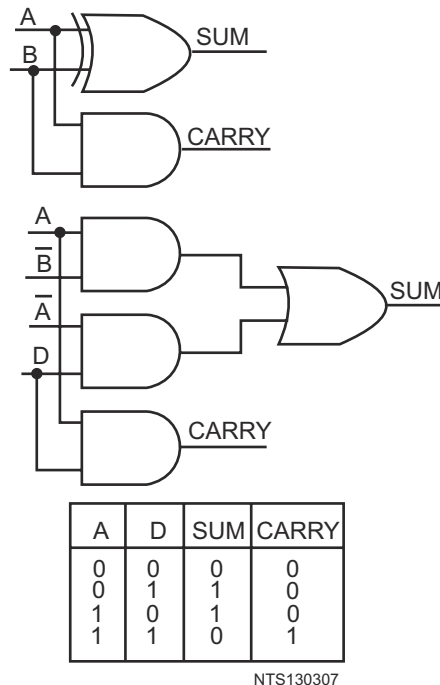 A
SUM
B
CARRY
A
B̅
SUM
A̅
D
CARRY
A D SUM CARRY
0 0 0 0
0 1 1 0
1 0 1 0
1 1 0 1
NTS130307